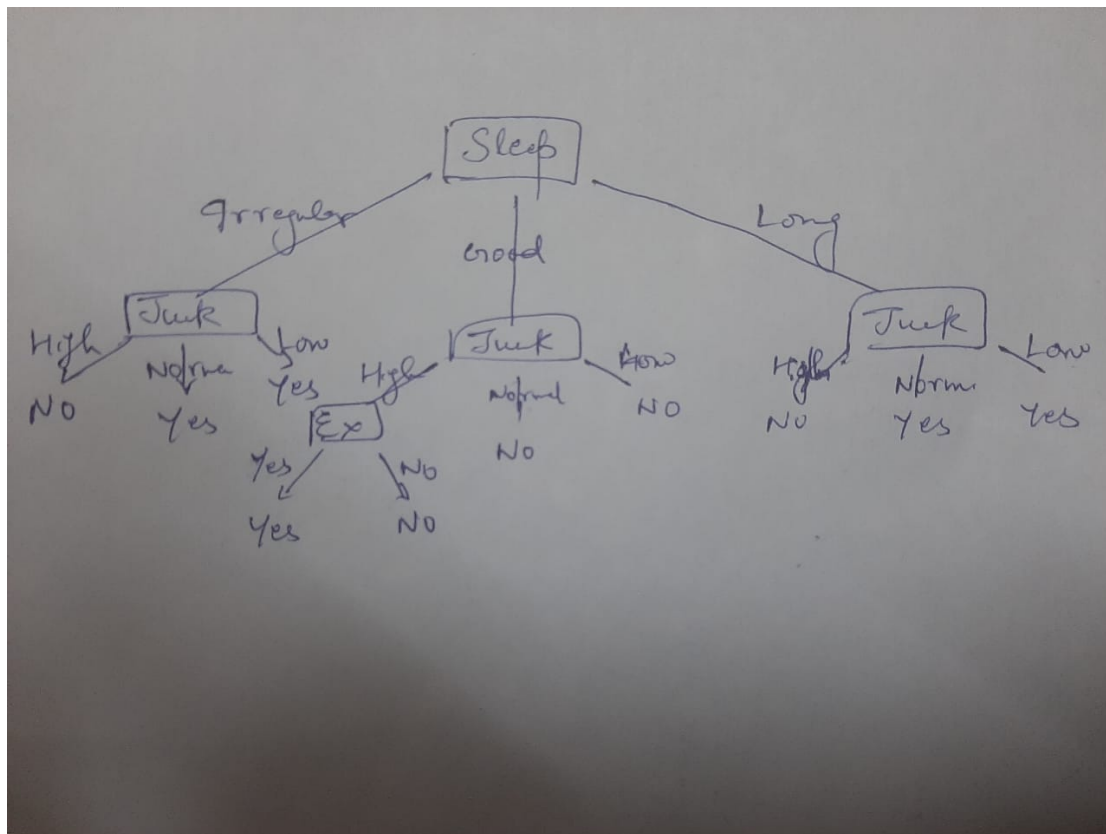 Sleep
Irregular Good Long
Junk Junk Junk
High Normal Low High Normal Low High Normal Low
NO Yes Yes Ex NO NO NO Yes Yes
Yes No
Yes NO